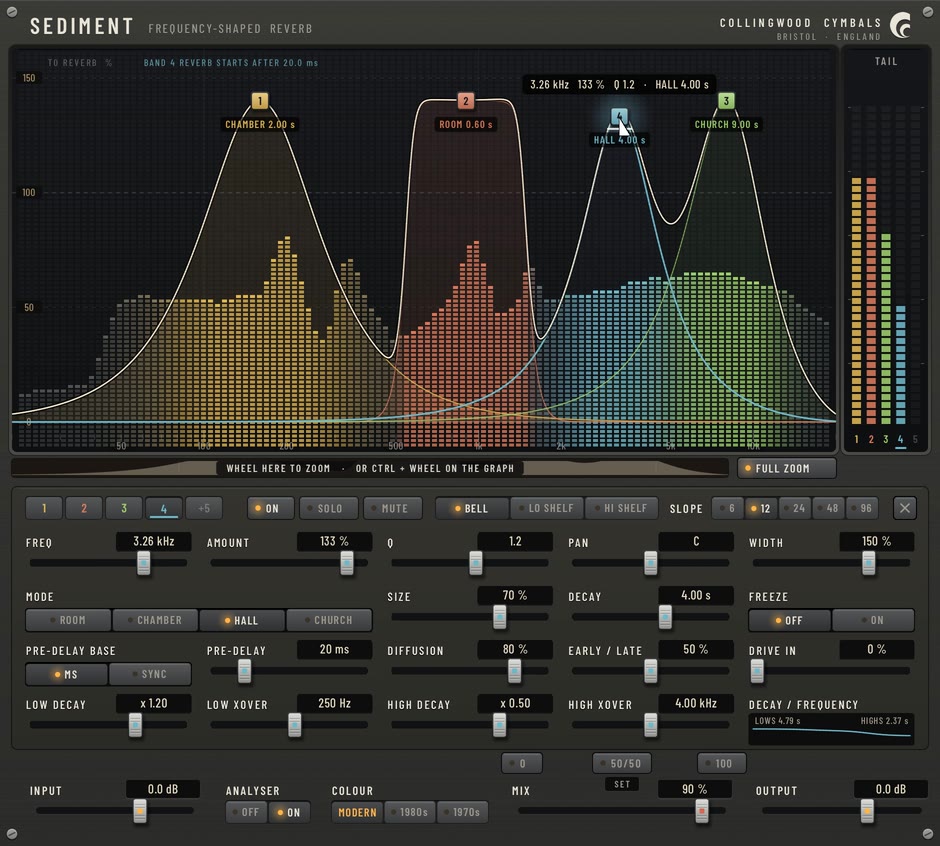 SEDIMENT FREQUENCY-SHAPED REVERB
COLLINGWOOD CYMBALS
BRISTOL · ENGLAND
TO REVERB % BAND 4 REVERB STARTS AFTER 20.0 ms
TAIL
150
3.26 kHz 133 % Q 1.2 · HALL 4.00 s
1 2 4 3
CHAMBER 2.00 s ROOM 0.60 s CHURCH 9.00 s
HALL 4.00 s
100
50
0
50 100 200 500 1k 2k 5k 10k
1 2 3 4 5
WHEEL HERE TO ZOOM · OR CTRL + WHEEL ON THE GRAPH FULL ZOOM
1 2 3 4 +5 ON SOLO MUTE BELL LO SHELF HI SHELF SLOPE 6 12 24 48 96
FREQ 3.26 kHz AMOUNT 133 % Q 1.2 PAN C WIDTH 150 %
MODE SIZE 70 % DECAY 4.00 s FREEZE
ROOM CHAMBER HALL CHURCH OFF ON
PRE-DELAY BASE PRE-DELAY 20 ms DIFFUSION 80 % EARLY / LATE 50 % DRIVE IN 0 %
MS SYNC
LOW DECAY x 1.20 LOW XOVER 250 Hz HIGH DECAY x 0.50 HIGH XOVER 4.00 kHz DECAY / FREQUENCY
LOWS 4.79 s HIGHS 2.37 s
0 50/50 100
SET
INPUT 0.0 dB ANALYSER COLOUR MIX 90 % OUTPUT 0.0 dB
OFF ON MODERN 1980s 1970s